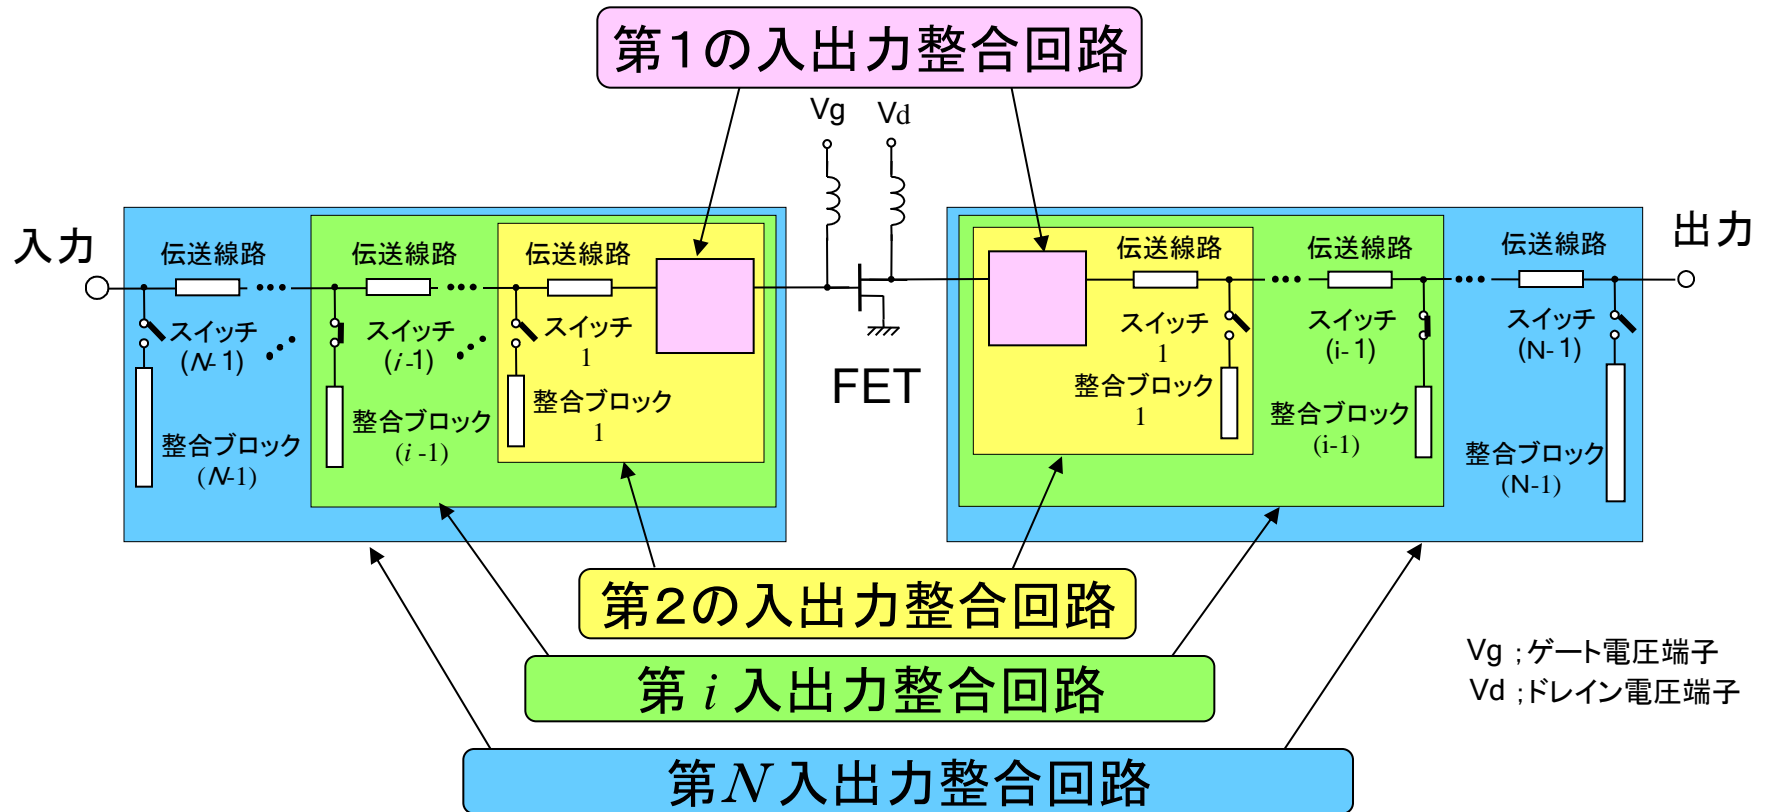 第1の入出力整合回路
Vg
Vd
入力
伝送線路
伝送線路
伝送線路
伝送線路
伝送線路
伝送線路
出力
スイッチ
(N-1)
スイッチ
(i-1)
スイッチ
1
スイッチ
1
スイッチ
(i-1)
スイッチ
(N-1)
FET
整合ブロック
(N-1)
整合ブロック
(i-1)
整合ブロック
1
整合ブロック
1
整合ブロック
(i-1)
整合ブロック
(N-1)
第2の入出力整合回路
第 i 入出力整合回路
第N入出力整合回路
Vg ;ゲート電圧端子
Vd ;ドレイン電圧端子